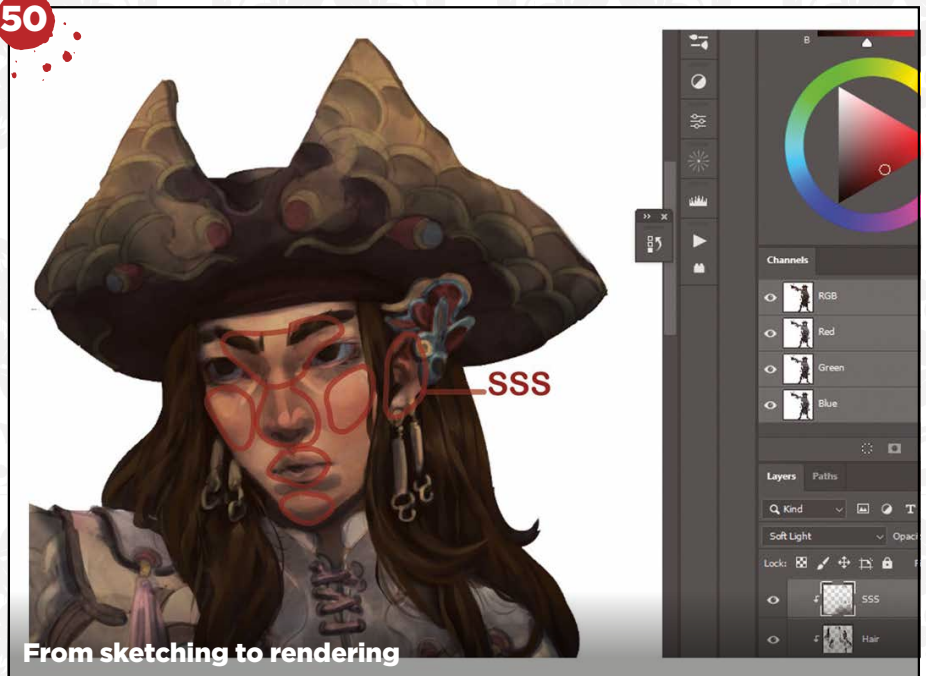 50
B
SSS
Channels
RGB
Red
Green
Blue
Layers Paths
Kind
T
Soft Light
Lock:
SSS
Hair
From sketching to rendering